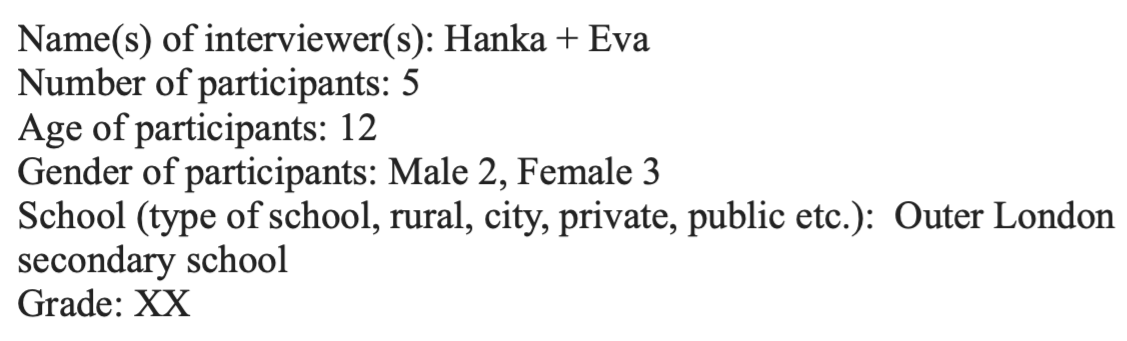 Name(s) of interviewer(s): Hanka + Eva
Number of participants: 5
Age of participants: 12
Gender of participants: Male 2, Female 3
School (type of school, rural, city, private, public etc.):  Outer London
secondary school
Grade: XX